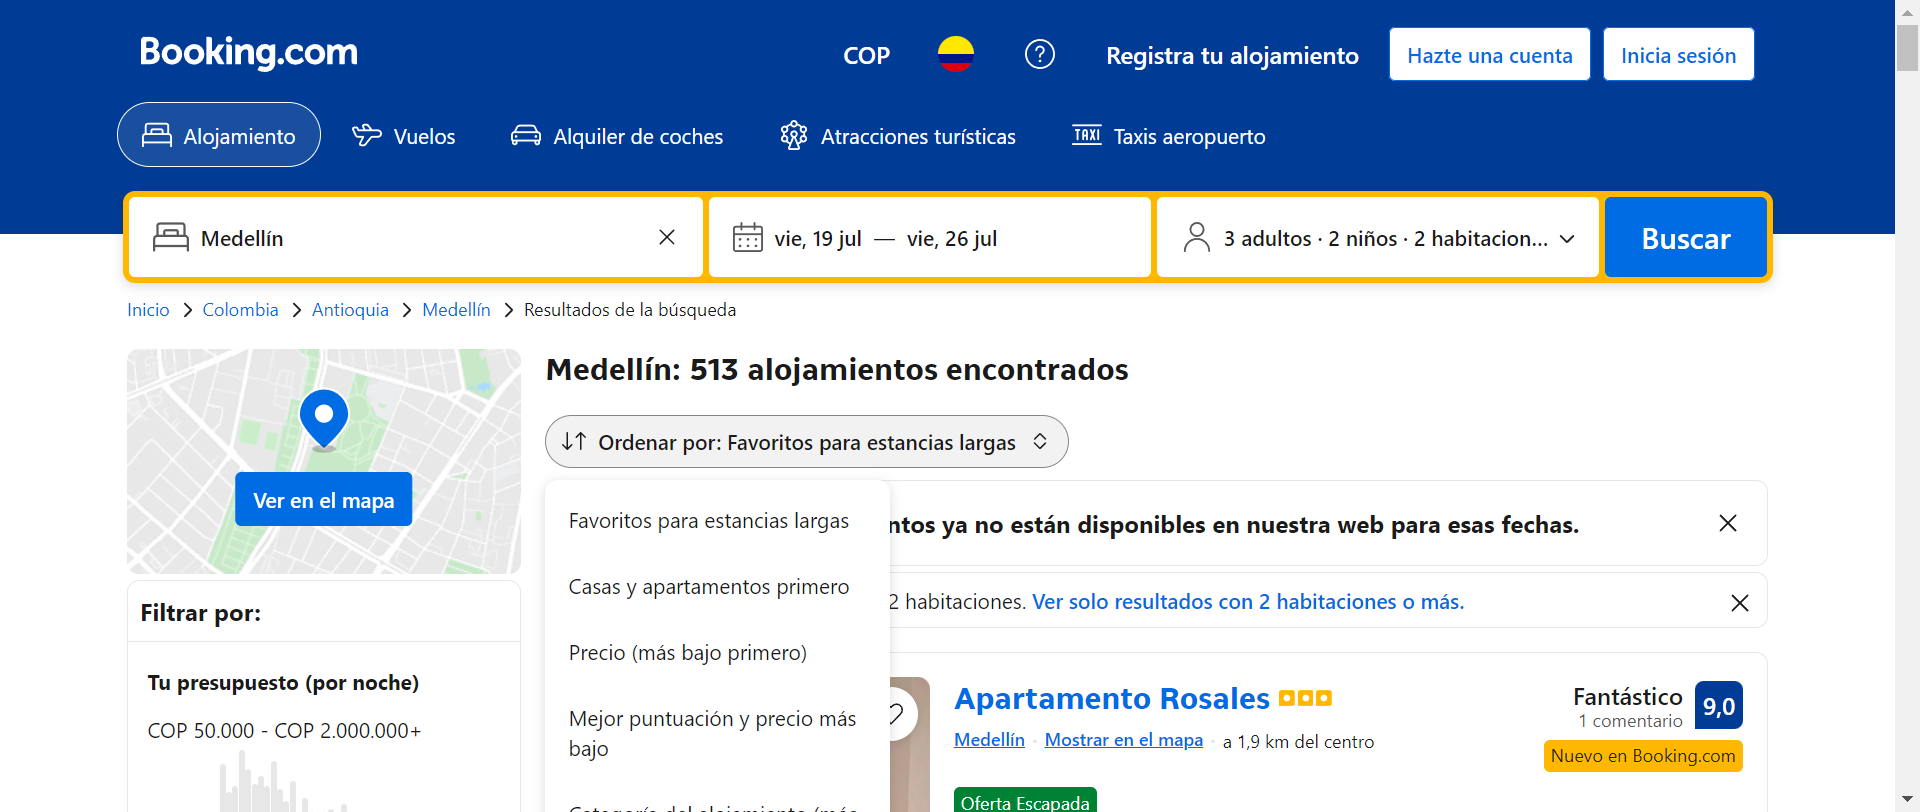 Booking.com
COP
Registra tu alojamiento
Hazte una cuenta
Inicia sesión
Alojamiento
Vuelos
Alquiler de coches
Atracciones turísticas
TAXI
Taxis aeropuerto
Medellín
vie, 19 jul — vie, 26 jul
3 adultos · 2 niños · 2 habitacion...
Buscar
Inicio
Colombia
Antioquia
Medellín
Resultados de la búsqueda
Ver en el mapa
Filtrar por:
Tu presupuesto (por noche)
COP 50.000 - COP 2.000.000+
Medellín: 513 alojamientos encontrados
Ordenar por: Favoritos para estancias largas
Favoritos para estancias largas
Casas y apartamentos primero
Precio (más bajo primero)
Mejor puntuación y precio más
bajo
Categoría del alojamiento (más
ntos ya no están disponibles en nuestra web para esas fechas.
2 habitaciones. Ver solo resultados con 2 habitaciones o más.
Apartamento Rosales
Medellín · Mostrar en el mapa · a 1,9 km del centro
Oferta Escapada
Fantástico
1 comentario
9,0
Nuevo en Booking.com